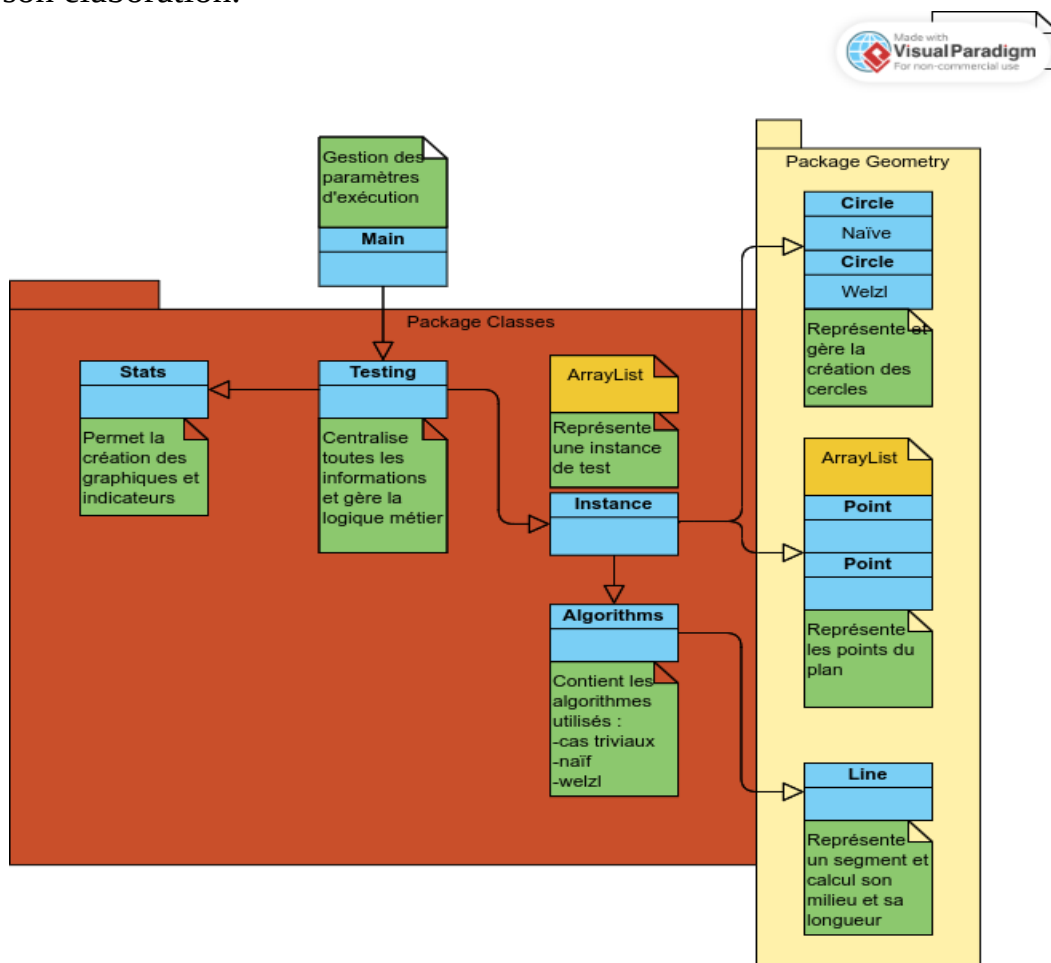 son élaboration.
Made with
Visual Paradigm
For non-commercial use
Gestion des
paramètres
d'exécution
Main
Package Classes
Stats
Permet la
création des
graphiques et
indicateurs
Testing
Centralise
toutes les
informations
et gère la
logique métier
ArrayList
Représente
une instance
de test
Instance
Algorithms
Contient les
algorithmes
utilisés :
-cas triviaux
-naïf
-welzl
Package Geometry
Circle
Naïve
Circle
Welzl
Représente et
gère la
création des
cercles
ArrayList
Point
Point
Représente
les points du
plan
Line
Représente
un segment et
calcul son
milieu et sa
longueur